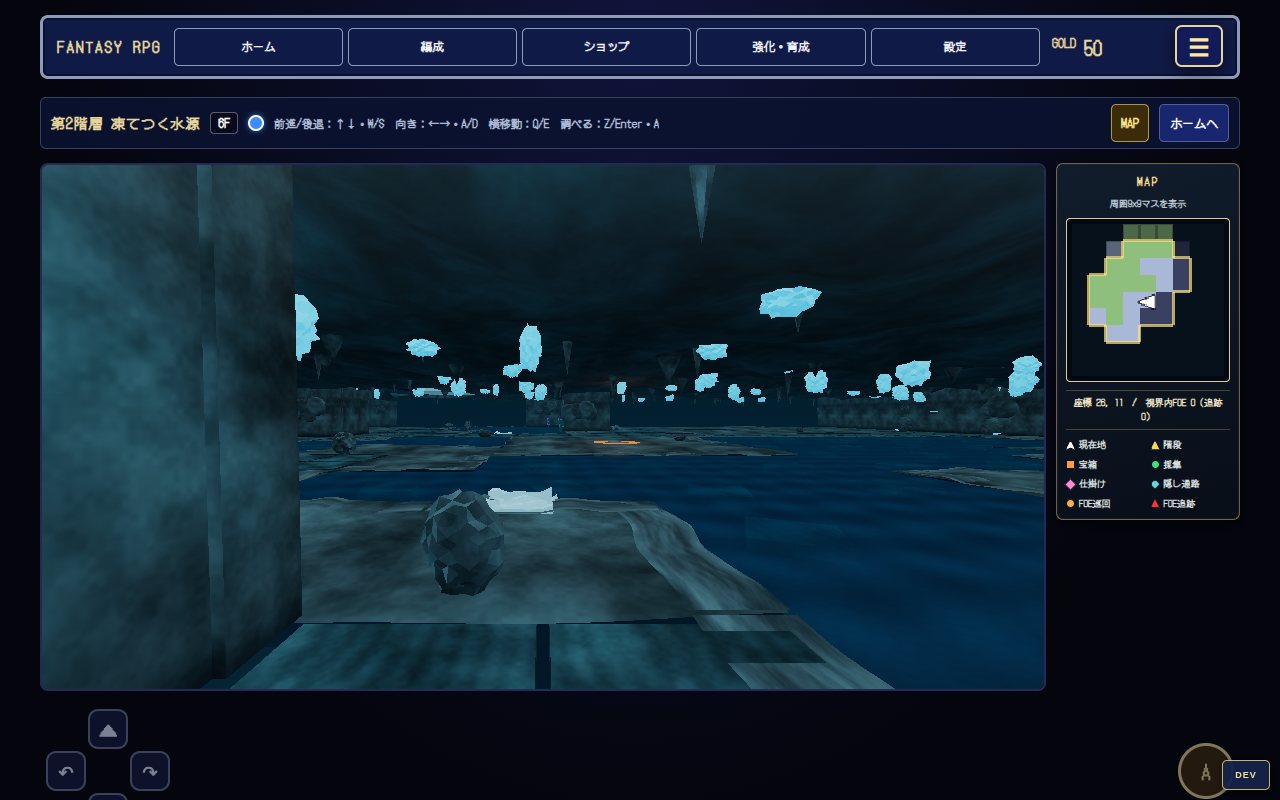 FANTASY RPG
ホーム
編成
ショップ
強化・育成
設定
GOLD 50
第2階層 凍てつく水源
6F
前進/後退：↑↓・W/S 向き：←→・A/D 横移動：Q/E 調べる：Z/Enter・A
MAP
ホームへ
MAP
周囲9x9マスを表示
座標 26, 11 / 視界内FOE 0（追跡
0）
現在地
階段
宝箱
採集
仕掛け
隠し通路
FOE巡回
FOE追跡
A
DEV